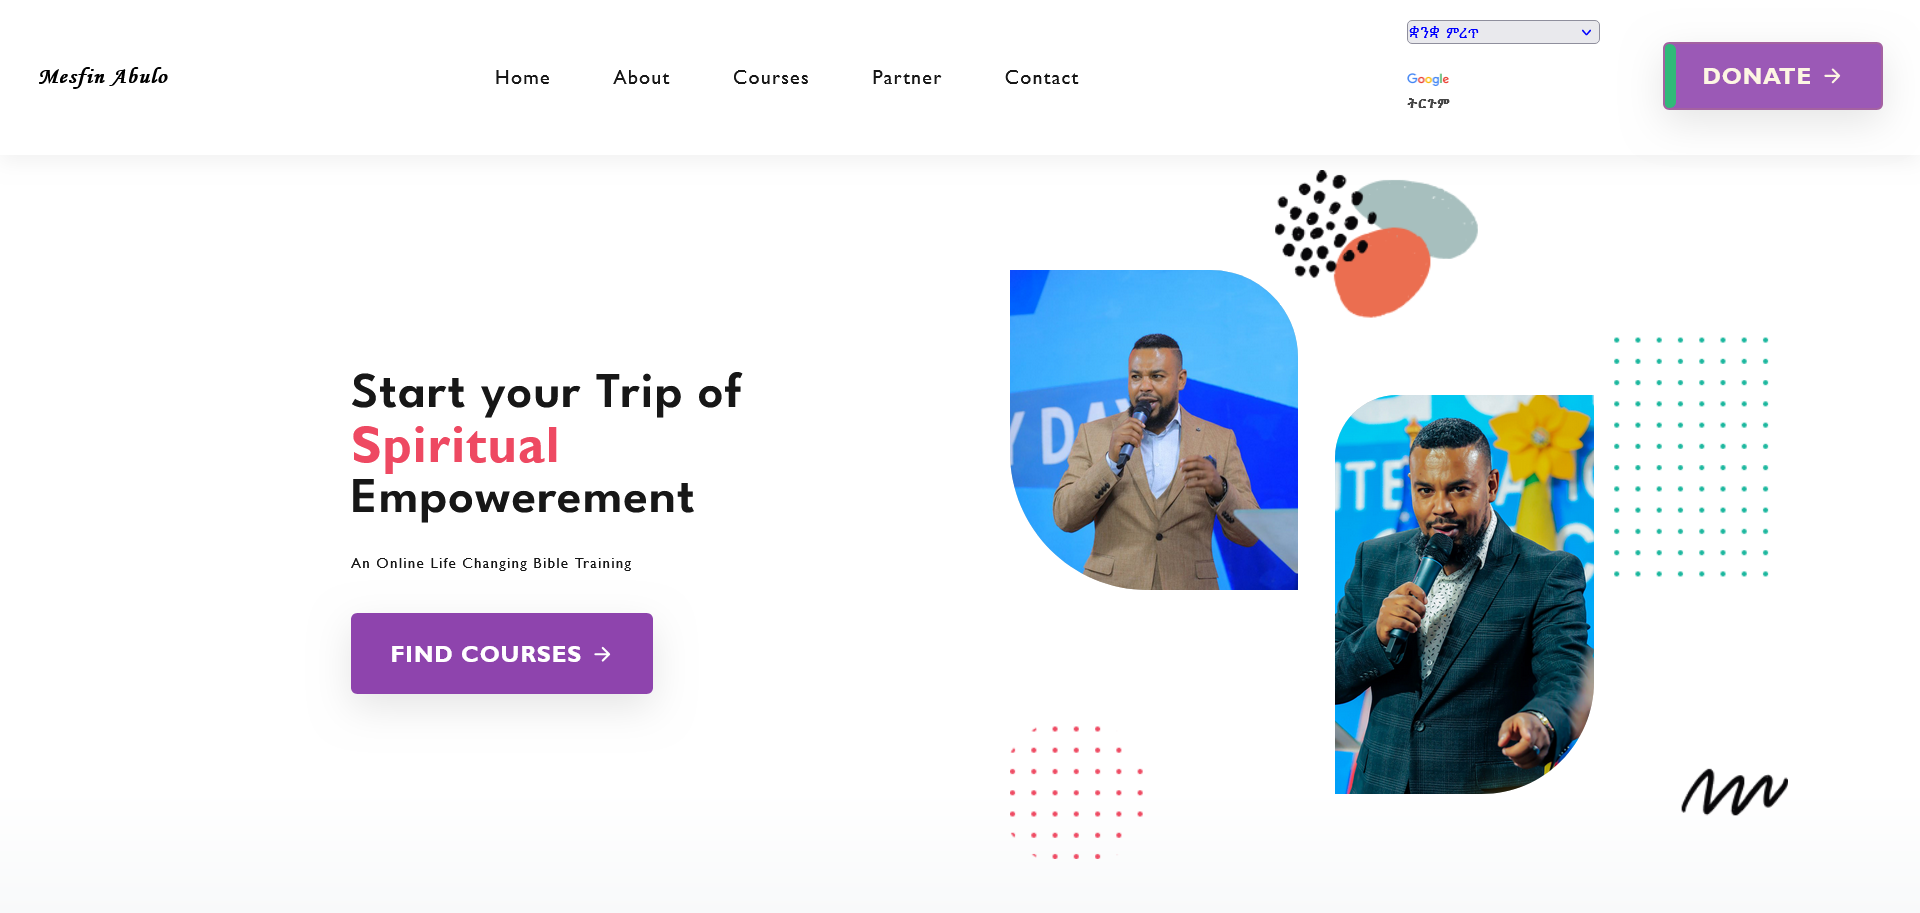 Mesfin Abulo
Home
About
Courses
Partner
Contact
ቋንቋ ምረጥ
Google
ትርጉም
DONATE
Start your Trip of
Spiritual
Empowerement
An Online Life Changing Bible Training
FIND COURSES
Y DAY